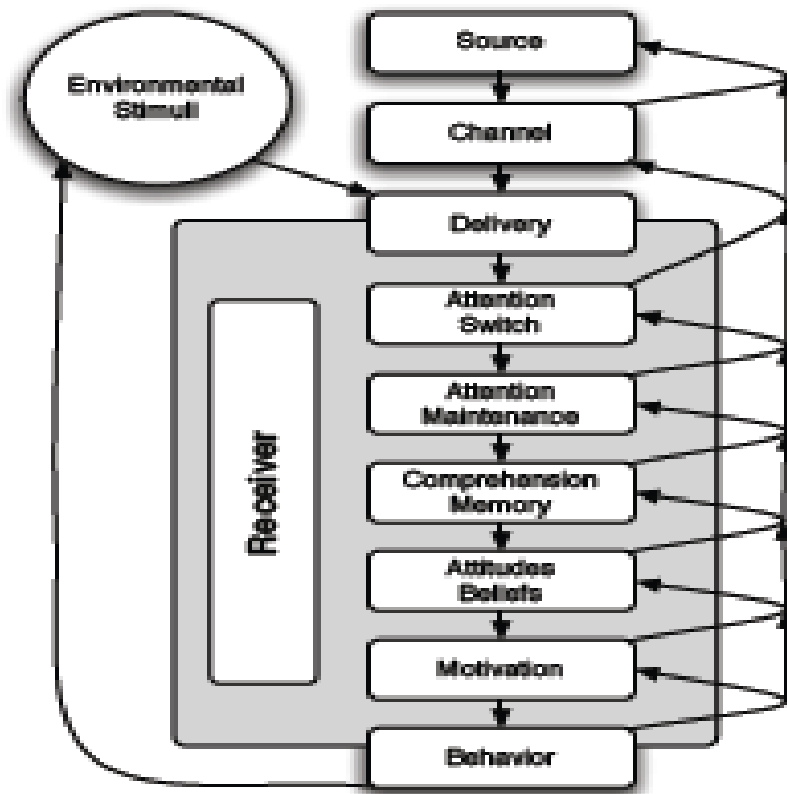 Source
Environmental
Stimuli
Channel
Delivery
Attention
Switch
Attention
Maintenance
Receiver
Comprehension
Memory
Attitudes
Beliefs
Motivation
Behavior